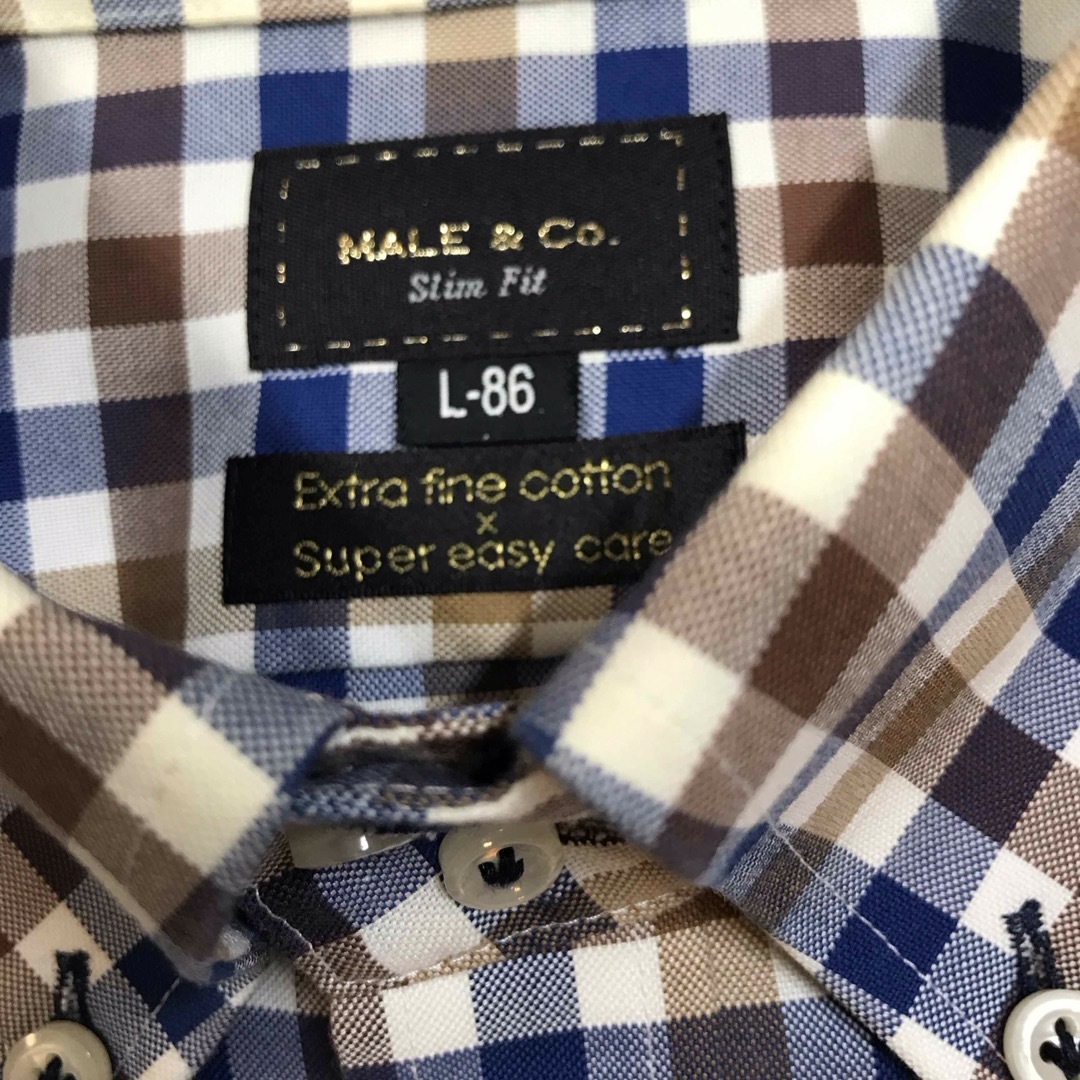 MALE & Co.
Slim Fit
L-86
Extra fine cotton
x
Super easy care